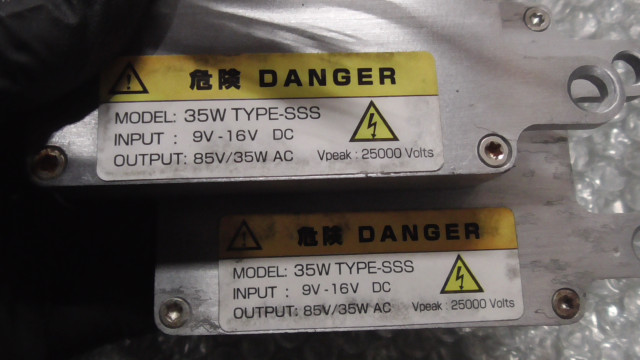 危険 DANGER
MODEL: 35W TYPE-SSS
INPUT : 9V-16V DC
OUTPUT: 85V/35W AC Vpeak : 25000 Volts
危険 DANGER
MODEL: 35W TYPE-SSS
INPUT : 9V-16V DC
OUTPUT: 85V/35W AC Vpeak : 25000 Volts